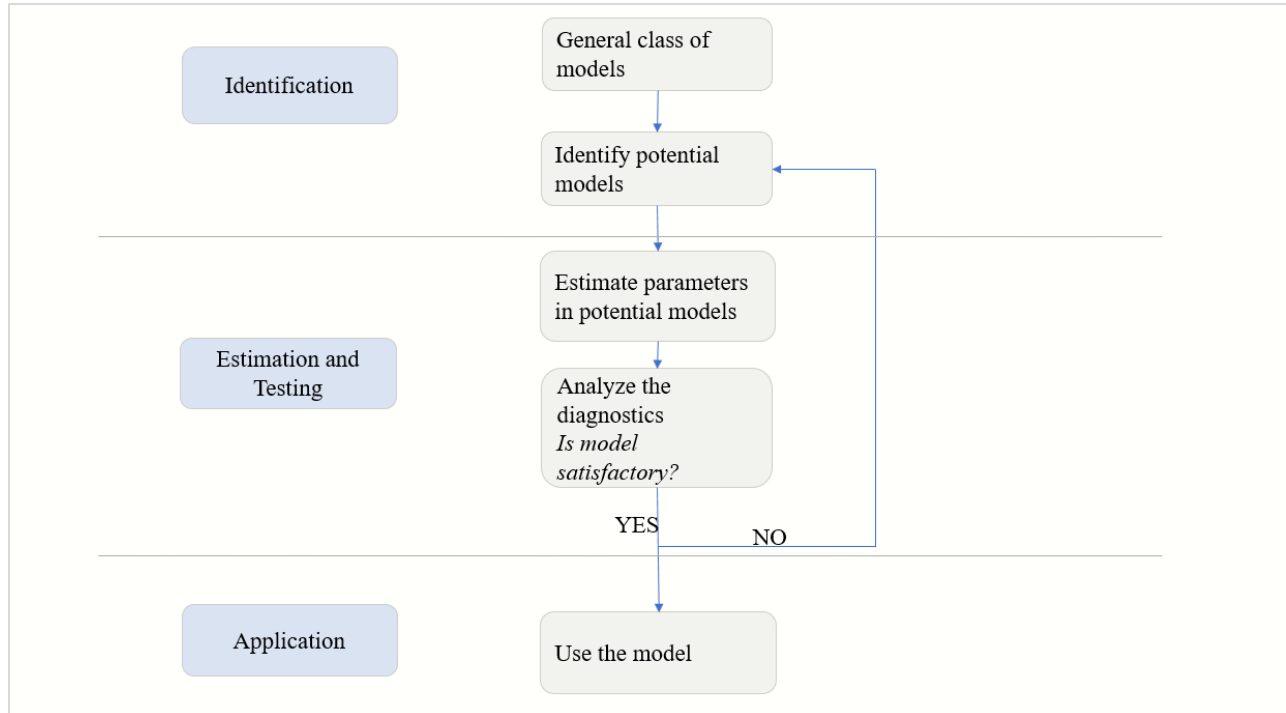 Identification
General class of
models
Identify potential
models
Estimation and
Testing
Estimate parameters
in potential models
Analyze the
diagnostics
Is model
satisfactory?
YES
NO
Application
Use the model